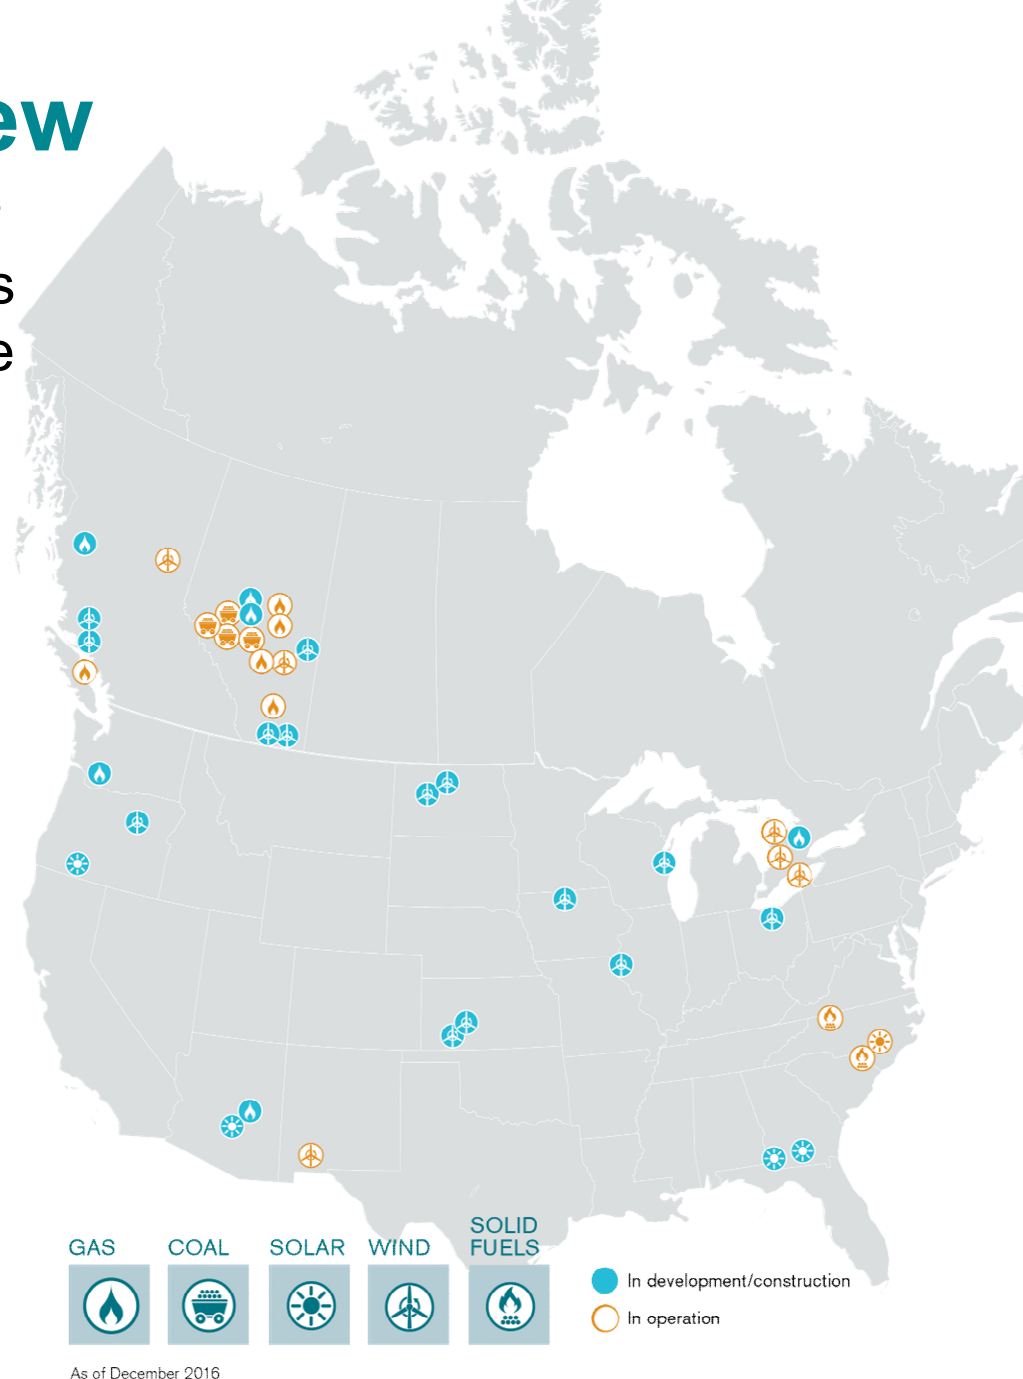 ew
s
e
GAS
COAL
SOLAR
WIND
SOLID
FUELS
In development/construction
In operation
As of December 2016